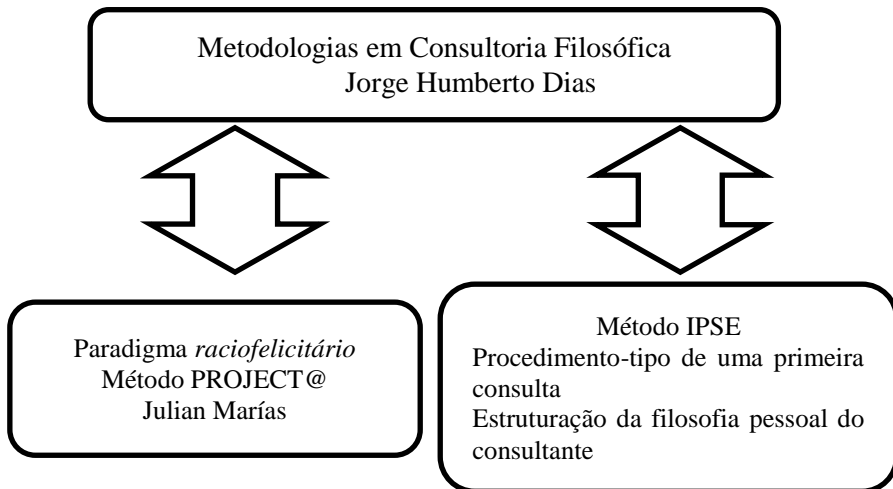 Metodologias em Consultoria Filosófica
Jorge Humberto Dias
Paradigma raciofelicitário
Método PROJECT@
Julian Marías
Método IPSE
Procedimento-tipo de uma primeira
consulta
Estruturação da filosofia pessoal do
consultante